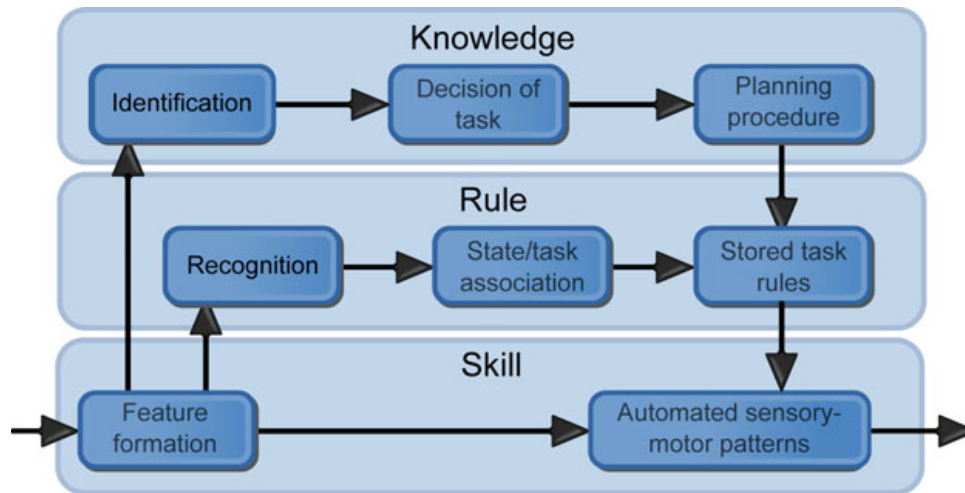 Knowledge
Identification
Decision of
task
Planning
procedure
Rule
Recognition
State/task
association
Stored task
rules
Skill
Feature
formation
Automated sensory-
motor patterns